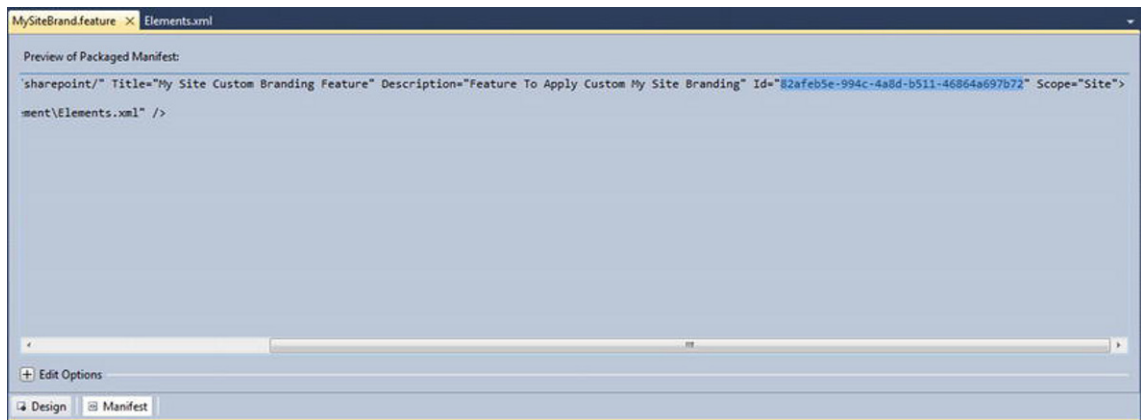 MySiteBrand.feature Elements.xml
Preview of Packaged Manifest:
sharepoint/" Title="My Site Custom Branding Feature" Description="Feature To Apply Custom My Site Branding" Id="82afeb5e-994c-4a8d-b511-46864a697b72" Scope="Site">
ment\Elements.xml" />
Edit Options
Design Manifest